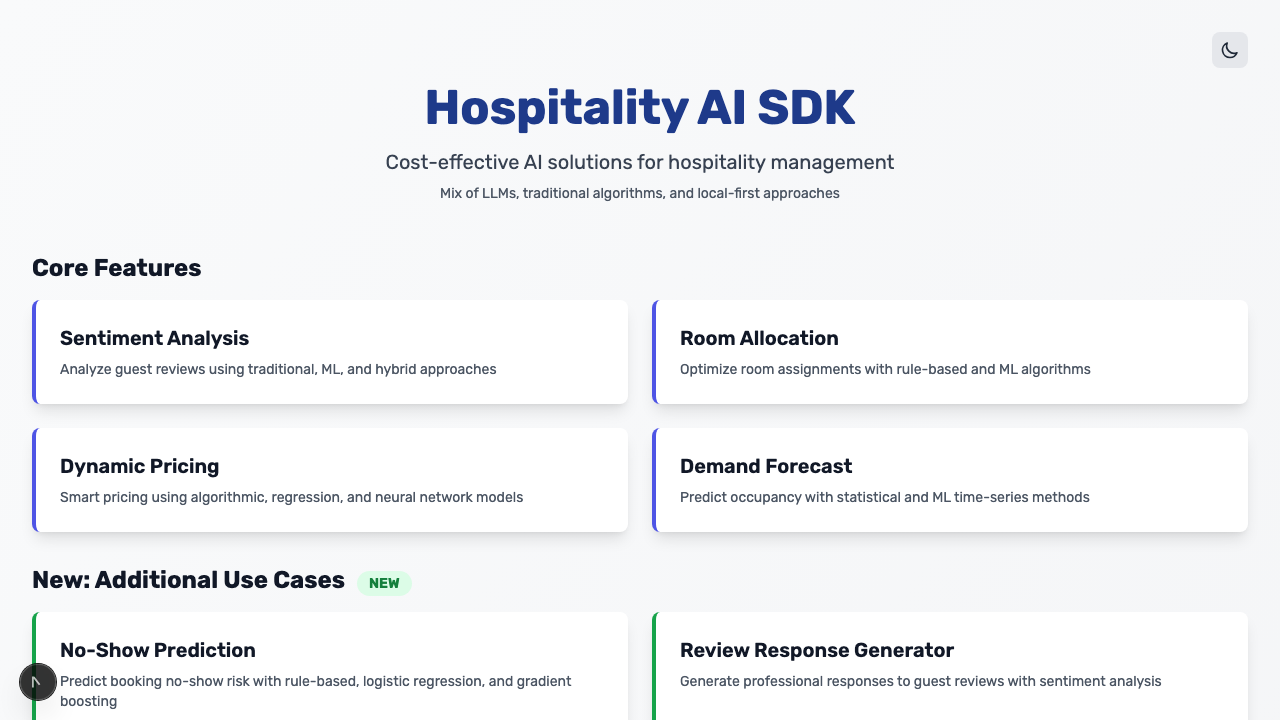 Hospitality AI SDK
Cost-effective AI solutions for hospitality management
Mix of LLMs, traditional algorithms, and local-first approaches
Core Features
Sentiment Analysis
Analyze guest reviews using traditional, ML, and hybrid approaches
Room Allocation
Optimize room assignments with rule-based and ML algorithms
Dynamic Pricing
Smart pricing using algorithmic, regression, and neural network models
Demand Forecast
Predict occupancy with statistical and ML time-series methods
New: Additional Use Cases NEW
No-Show Prediction
Predict booking no-show risk with rule-based, logistic regression, and gradient
boosting
Review Response Generator
Generate professional responses to guest reviews with sentiment analysis